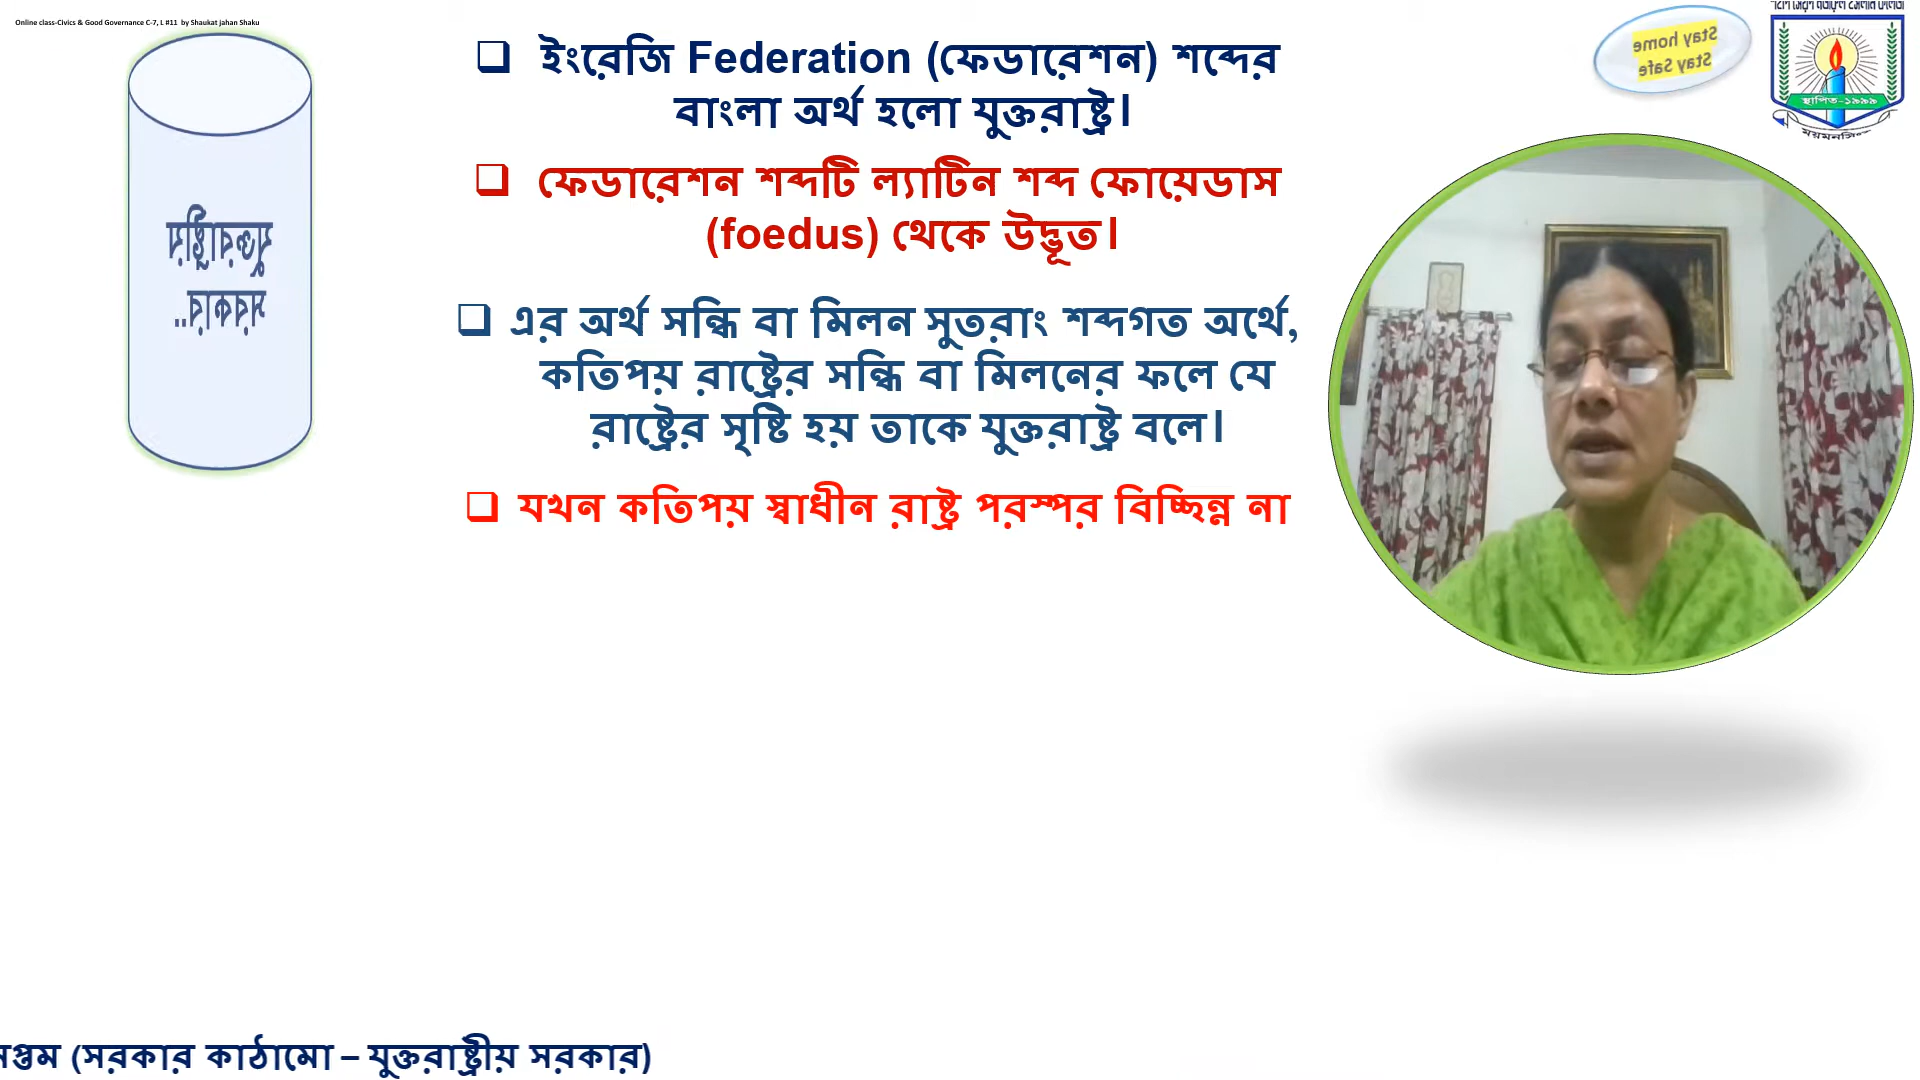 Online class-Civics & Good Governance C-7, L #11 by Shaukat jahan Shaku
যুক্তরাষ্ট্রীয়
সরকার..
❑ ইংরেজি Federation (ফেডারেশন) শব্দের
বাংলা অর্থ হলো যুক্তরাষ্ট্র।
❑ ফেডারেশন শব্দটি ল্যাটিন শব্দ ফোয়েডাস
(foedus) থেকে উদ্ভূত।
❑ এর অর্থ সন্ধি বা মিলন সুতরাং শব্দগত অর্থে,
কতিপয় রাষ্ট্রের সন্ধি বা মিলনের ফলে যে
রাষ্ট্রের সৃষ্টি হয় তাকে যুক্তরাষ্ট্র বলে।
❑ যখন কতিপয় স্বাধীন রাষ্ট্র পরস্পর বিচ্ছিন্ন না
Stay home
Stay Safe
স্থাপিত-১৯৯৯
(সরকার কাঠামো – যুক্তরাষ্ট্রীয় সরকার)